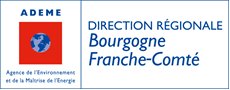 ADEME
Agence de l'Environnement
et de la Maîtrise de l'Energie
DIRECTION RÉGIONALE
Bourgogne
Franche-Comté